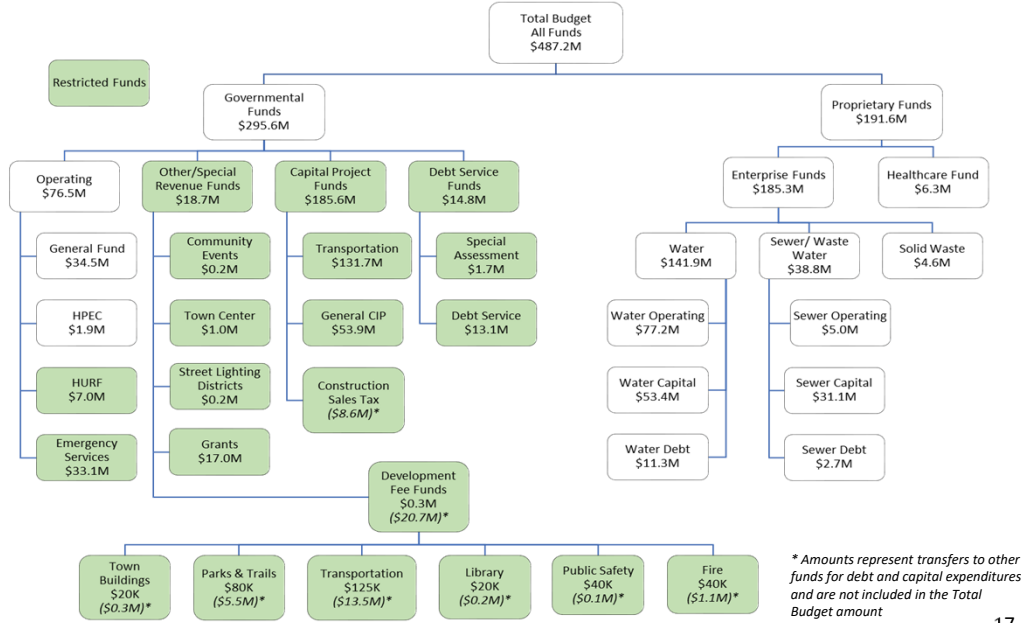 Total Budget
All Funds
$487.2M
Restricted Funds
Governmental
Funds
$295.6M
Proprietary Funds
$191.6M
Operating
$76.5M
Other/Special
Revenue Funds
$18.7M
Capital Project
Funds
$185.6M
Debt Service
Funds
$14.8M
Enterprise Funds
$185.3M
Healthcare Fund
$6.3M
General Fund
$34.5M
Community
Events
$0.2M
Transportation
$131.7M
Special
Assessment
$1.7M
Water
$141.9M
Sewer/ Waste
Water
$38.8M
Solid Waste
$4.6M
HPEC
$1.9M
Town Center
$1.0M
General CIP
$53.9M
Debt Service
$13.1M
Water Operating
$77.2M
Sewer Operating
$5.0M
HURF
$7.0M
Street Lighting
Districts
$0.2M
Construction
Sales Tax
($8.6M)*
Water Capital
$53.4M
Sewer Capital
$31.1M
Emergency
Services
$33.1M
Grants
$17.0M
Water Debt
$11.3M
Sewer Debt
$2.7M
Development
Fee Funds
$0.3M
($20.7M)*
Town
Buildings
$20K
($0.3M)*
Parks & Trails
$80K
($5.5M)*
Transportation
$125K
($13.5M)*
Library
$20K
($0.2M)*
Public Safety
$40K
($0.1M)*
Fire
$40K
($1.1M)*
* Amounts represent transfers to other
funds for debt and capital expenditures
and are not included in the Total
Budget amount
17